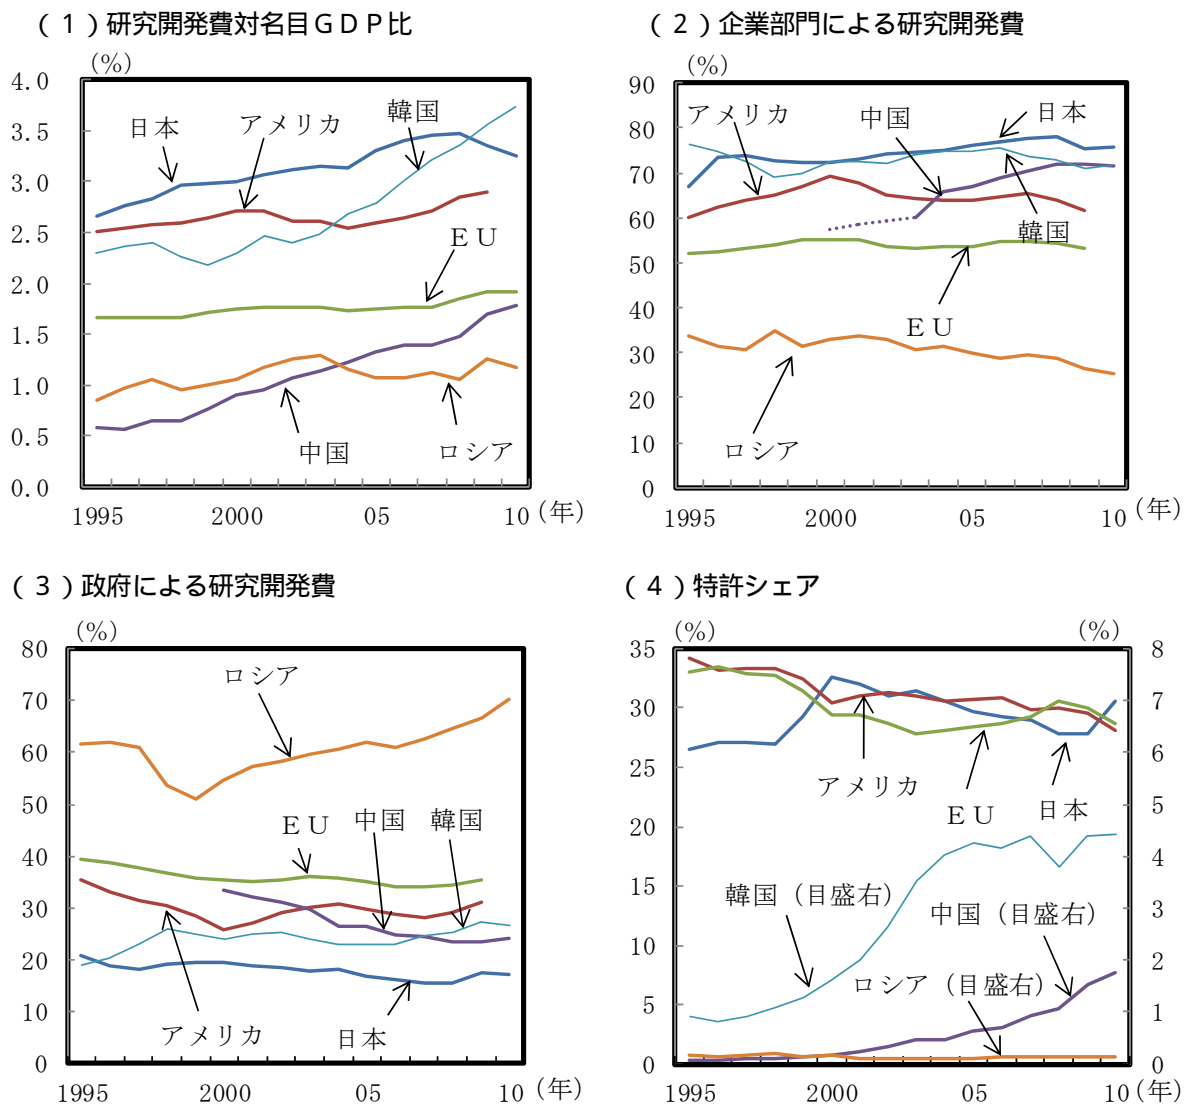 （１）研究開発費対名目ＧＤＰ比
(%)
4.0
3.5
3.0
2.5
2.0
1.5
1.0
0.5
0.0
日本
アメリカ
韓国
ＥＵ
中国
ロシア
1995
2000
05
10
(年)
（２）企業部門による研究開発費
(%)
90
80
70
60
50
40
30
20
10
0
アメリカ
中国
日本
韓国
ＥＵ
ロシア
1995
2000
05
10
(年)
（３）政府による研究開発費
(%)
80
70
60
50
40
30
20
10
0
ロシア
ＥＵ
中国
韓国
アメリカ
日本
1995
2000
05
10
(年)
（４）特許シェア
(%)
(%)
35
30
25
20
15
10
5
0
8
7
6
5
4
3
2
1
0
アメリカ
ＥＵ
日本
韓国（目盛右）
中国（目盛右）
ロシア（目盛右）
1995
2000
05
10
(年)